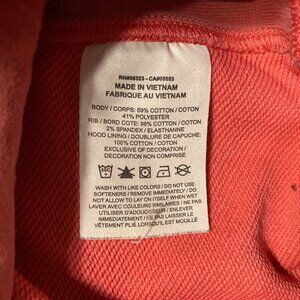 RN#56323 - CA#05553
MADE IN VIETNAM
FABRIQUE AU VIETNAM
BODY / CORPS: 59% COTTON / COTON
41% POLYESTER
RIB / BORD COTE: 98% COTTON / COTON
2% SPANDEX / ELASTHANNE
HOOD LINING / DOUBLURE DE CAPUCHE:
100% COTTON / COTON
EXCLUSIVE OF DECORATION /
DECORATION NON COMPRISE
WASH WITH LIKE COLORS / DO NOT USE
SOFTENERS / REMOVE IMMEDIATELY / DO
NOT ALLOW TO LAY ON ITSELF WHEN WET
LAVER AVEC COULEURS SIMILAIRES / NE PAS
UTILISER D'ADOUCISSEUR / ENLEVER
IMMEDIATEMENT / NE PAS LAISSER LE
VÊTEMENT PLIÉ LORSQU'IL EST MOUILLÉ